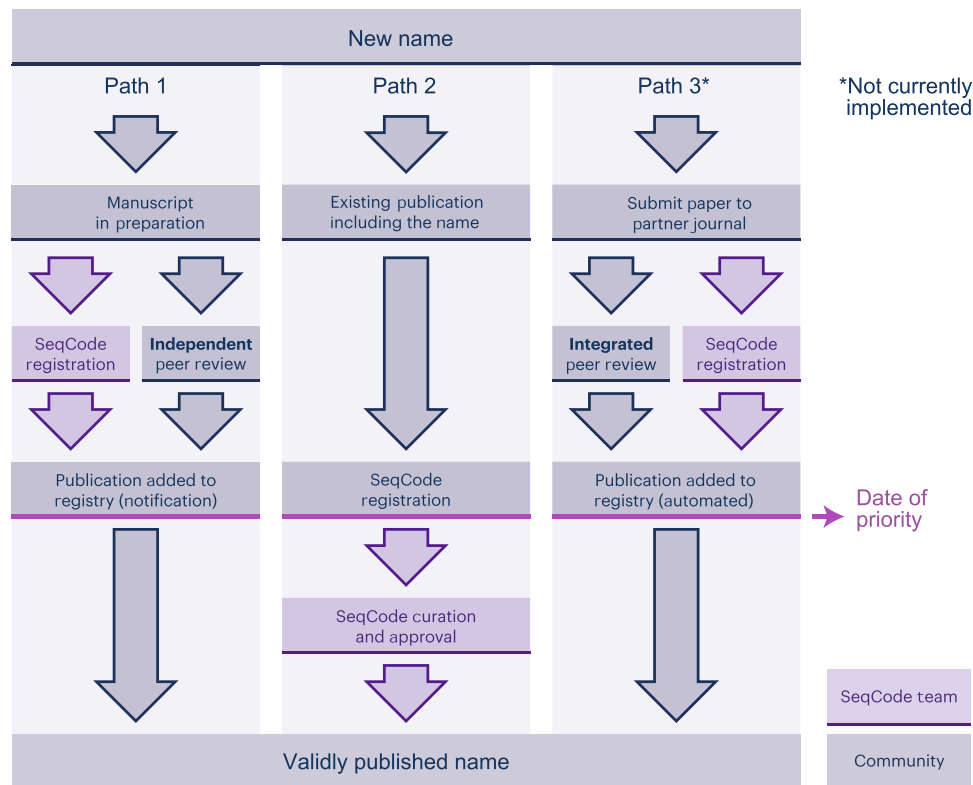 New name
Path 1
Path 2
Path 3*
*Not currently
implemented
Manuscript
in preparation
Existing publication
including the name
Submit paper to
partner journal
SeqCode
registration
Independent
peer review
Integrated
peer review
SeqCode
registration
Publication added to
registry (notification)
SeqCode
registration
Publication added to
registry (automated)
Date of
priority
SeqCode curation
and approval
SeqCode team
Validly published name
Community